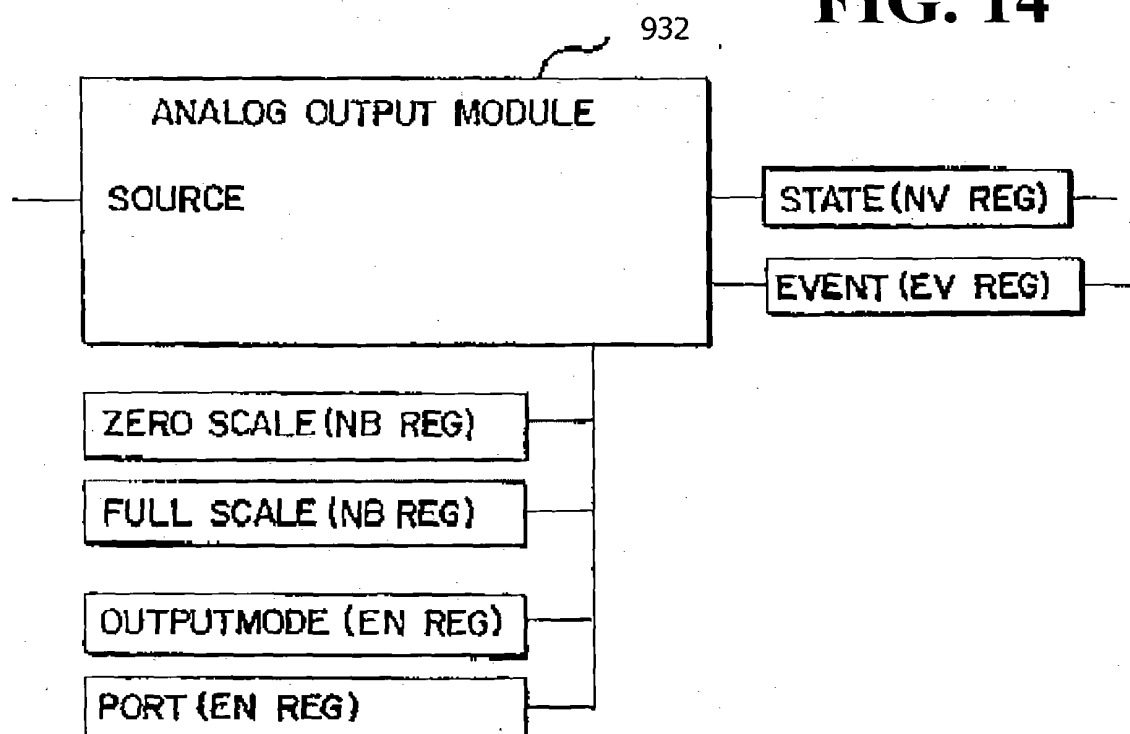 FIG. 14
932
ANALOG OUTPUT MODULE
SOURCE
STATE (NV REG)
EVENT (EV REG)
ZERO SCALE (NB REG)
FULL SCALE (NB REG)
OUTPUTMODE (EN REG)
PORT (EN REG)